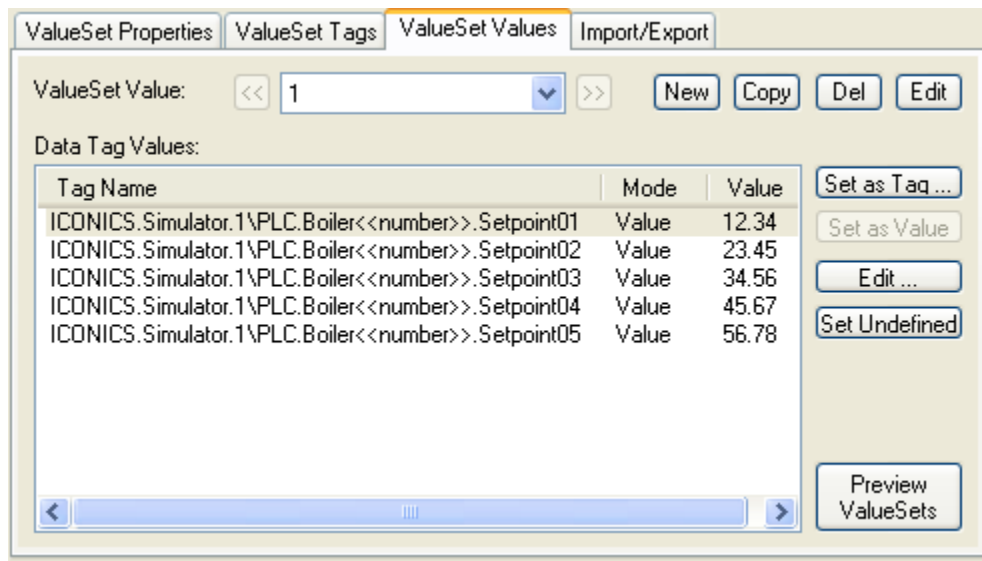 ValueSet Properties ValueSet Tags ValueSet Values Import/Export
ValueSet Value: << 1 >> New Copy Del Edit
Data Tag Values:
Tag Name Mode Value
ICONICS.Simulator.1\PLC.Boiler<<number>>.Setpoint01 Value 12.34
ICONICS.Simulator.1\PLC.Boiler<<number>>.Setpoint02 Value 23.45
ICONICS.Simulator.1\PLC.Boiler<<number>>.Setpoint03 Value 34.56
ICONICS.Simulator.1\PLC.Boiler<<number>>.Setpoint04 Value 45.67
ICONICS.Simulator.1\PLC.Boiler<<number>>.Setpoint05 Value 56.78
Set as Tag ...
Set as Value
Edit ...
Set Undefined
Preview
ValueSets